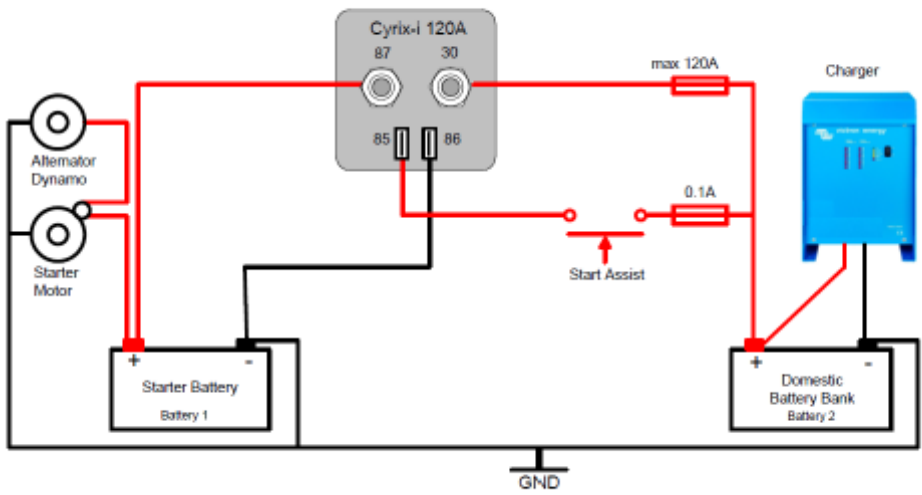 Cyrix-i 120A
87 30
max 120A
Charger
85 86
Alternator
Dynamo
0.1A
Starter
Motor
Start Assist
+ -
Starter Battery
Battery 1
+ -
Domestic
Battery Bank
Battery 2
GND